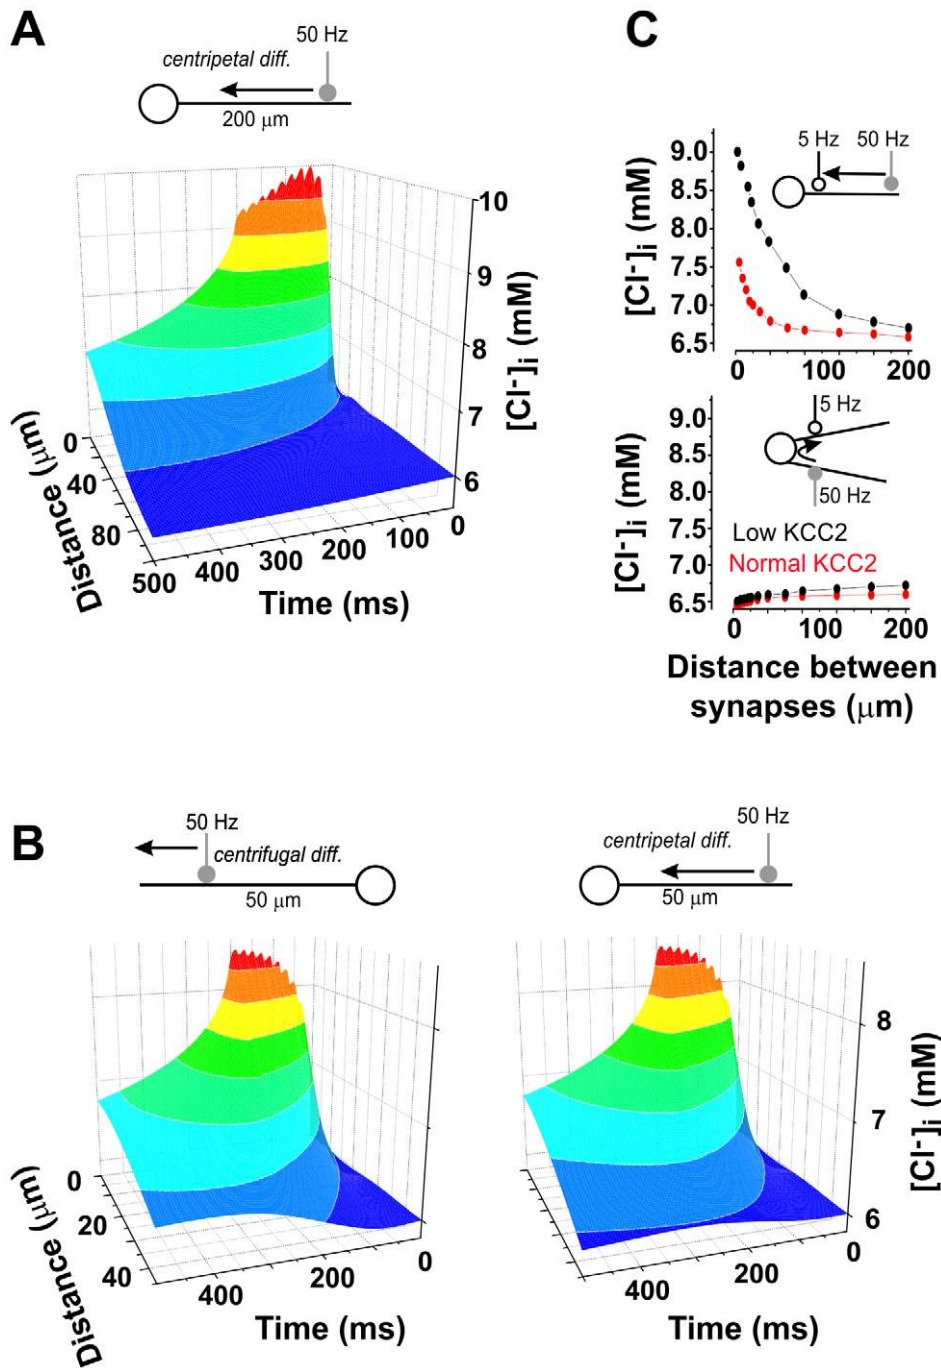 A
50 Hz
centripetal diff.
200 μm
10
9
8
7
6
[Cl⁻]ᵢ (mM)
0
40
80
Distance (μm)
500
400
300
200
100
0
Time (ms)
C
9.0
8.5
8.0
7.5
7.0
6.5
[Cl⁻]ᵢ (mM)
5 Hz
50 Hz
0
100
200
9.0
8.5
8.0
7.5
7.0
6.5
[Cl⁻]ᵢ (mM)
5 Hz
50 Hz
Low KCC2
Normal KCC2
0
100
200
Distance between
synapses (μm)
B
50 Hz
centrifugal diff.
50 μm
0
20
40
Distance (μm)
400
200
0
Time (ms)
50 Hz
centripetal diff.
50 μm
8
7
6
[Cl⁻]ᵢ (mM)
400
200
0
Time (ms)